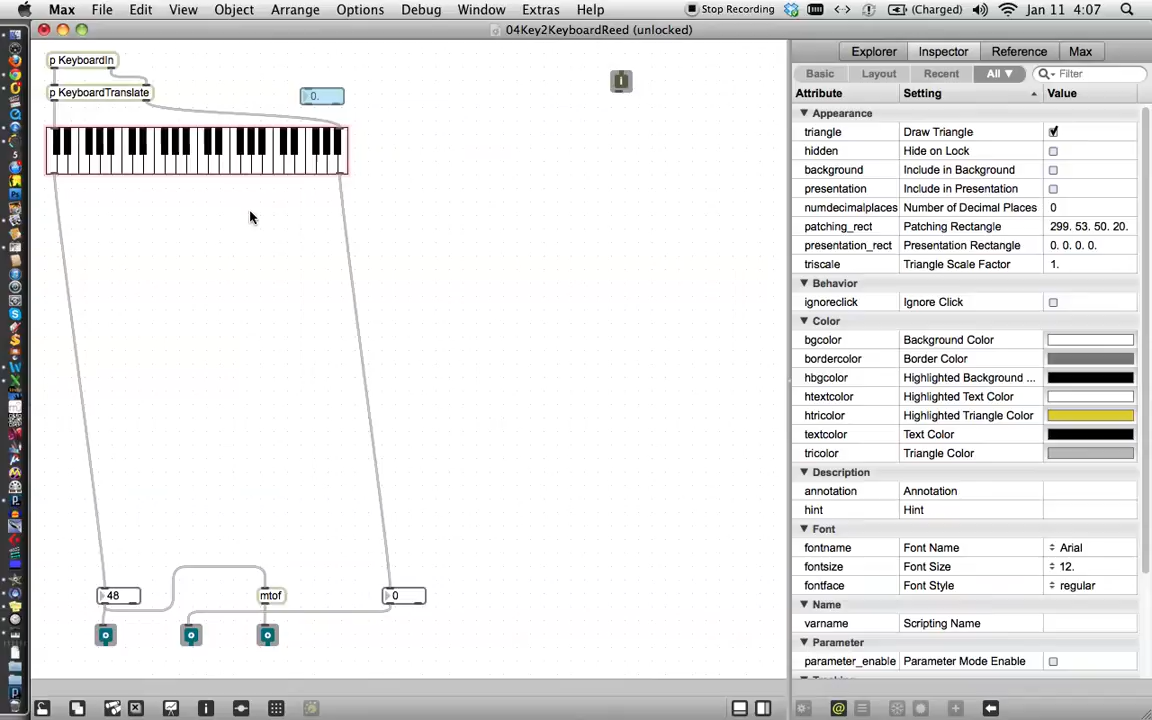 Max File Edit View Object Arrange Options Debug Window Extras Help Stop Recording (Charged) Jan 11 4:07
04Key2KeyboardReed (unlocked)
p KeyboardIn
p KeyboardTranslate
0.
i
48
mtof
0
Explorer Inspector Reference Max
Basic Layout Recent All ▼ Filter
Attribute Setting Value
Appearance
triangle Draw Triangle
hidden Hide on Lock
background Include in Background
presentation Include in Presentation
numdecimalplaces Number of Decimal Places 0
patching_rect Patching Rectangle 299. 53. 50. 20.
presentation_rect Presentation Rectangle 0. 0. 0. 0.
triscale Triangle Scale Factor 1.
Behavior
ignoreclick Ignore Click
Color
bgcolor Background Color
bordercolor Border Color
hbgcolor Highlighted Background ...
htextcolor Highlighted Text Color
htricolor Highlighted Triangle Color
textcolor Text Color
tricolor Triangle Color
Description
annotation Annotation
hint Hint
Font
fontname Font Name Arial
fontsize Font Size 12.
fontface Font Style regular
Name
varname Scripting Name
Parameter
parameter_enable Parameter Mode Enable